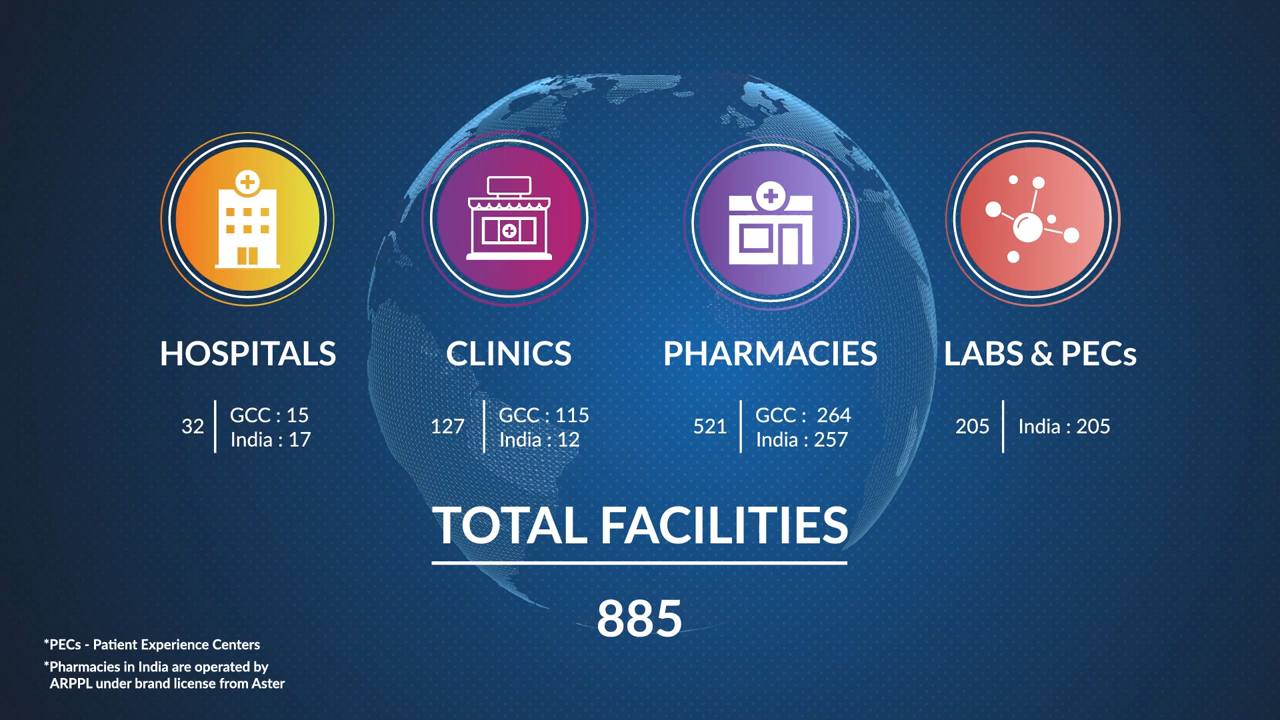 HOSPITALS
32
GCC : 15
India : 17
CLINICS
127
GCC : 115
India : 12
PHARMACIES
521
GCC : 264
India : 257
LABS & PECs
205
India : 205
TOTAL FACILITIES
885
*PECs - Patient Experience Centers
*Pharmacies in India are operated by
ARPPL under brand license from Aster